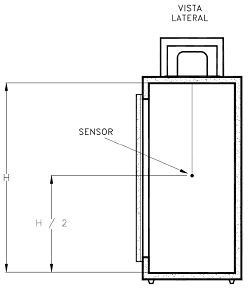 VISTA
LATERAL
SENSOR
H
H / 2